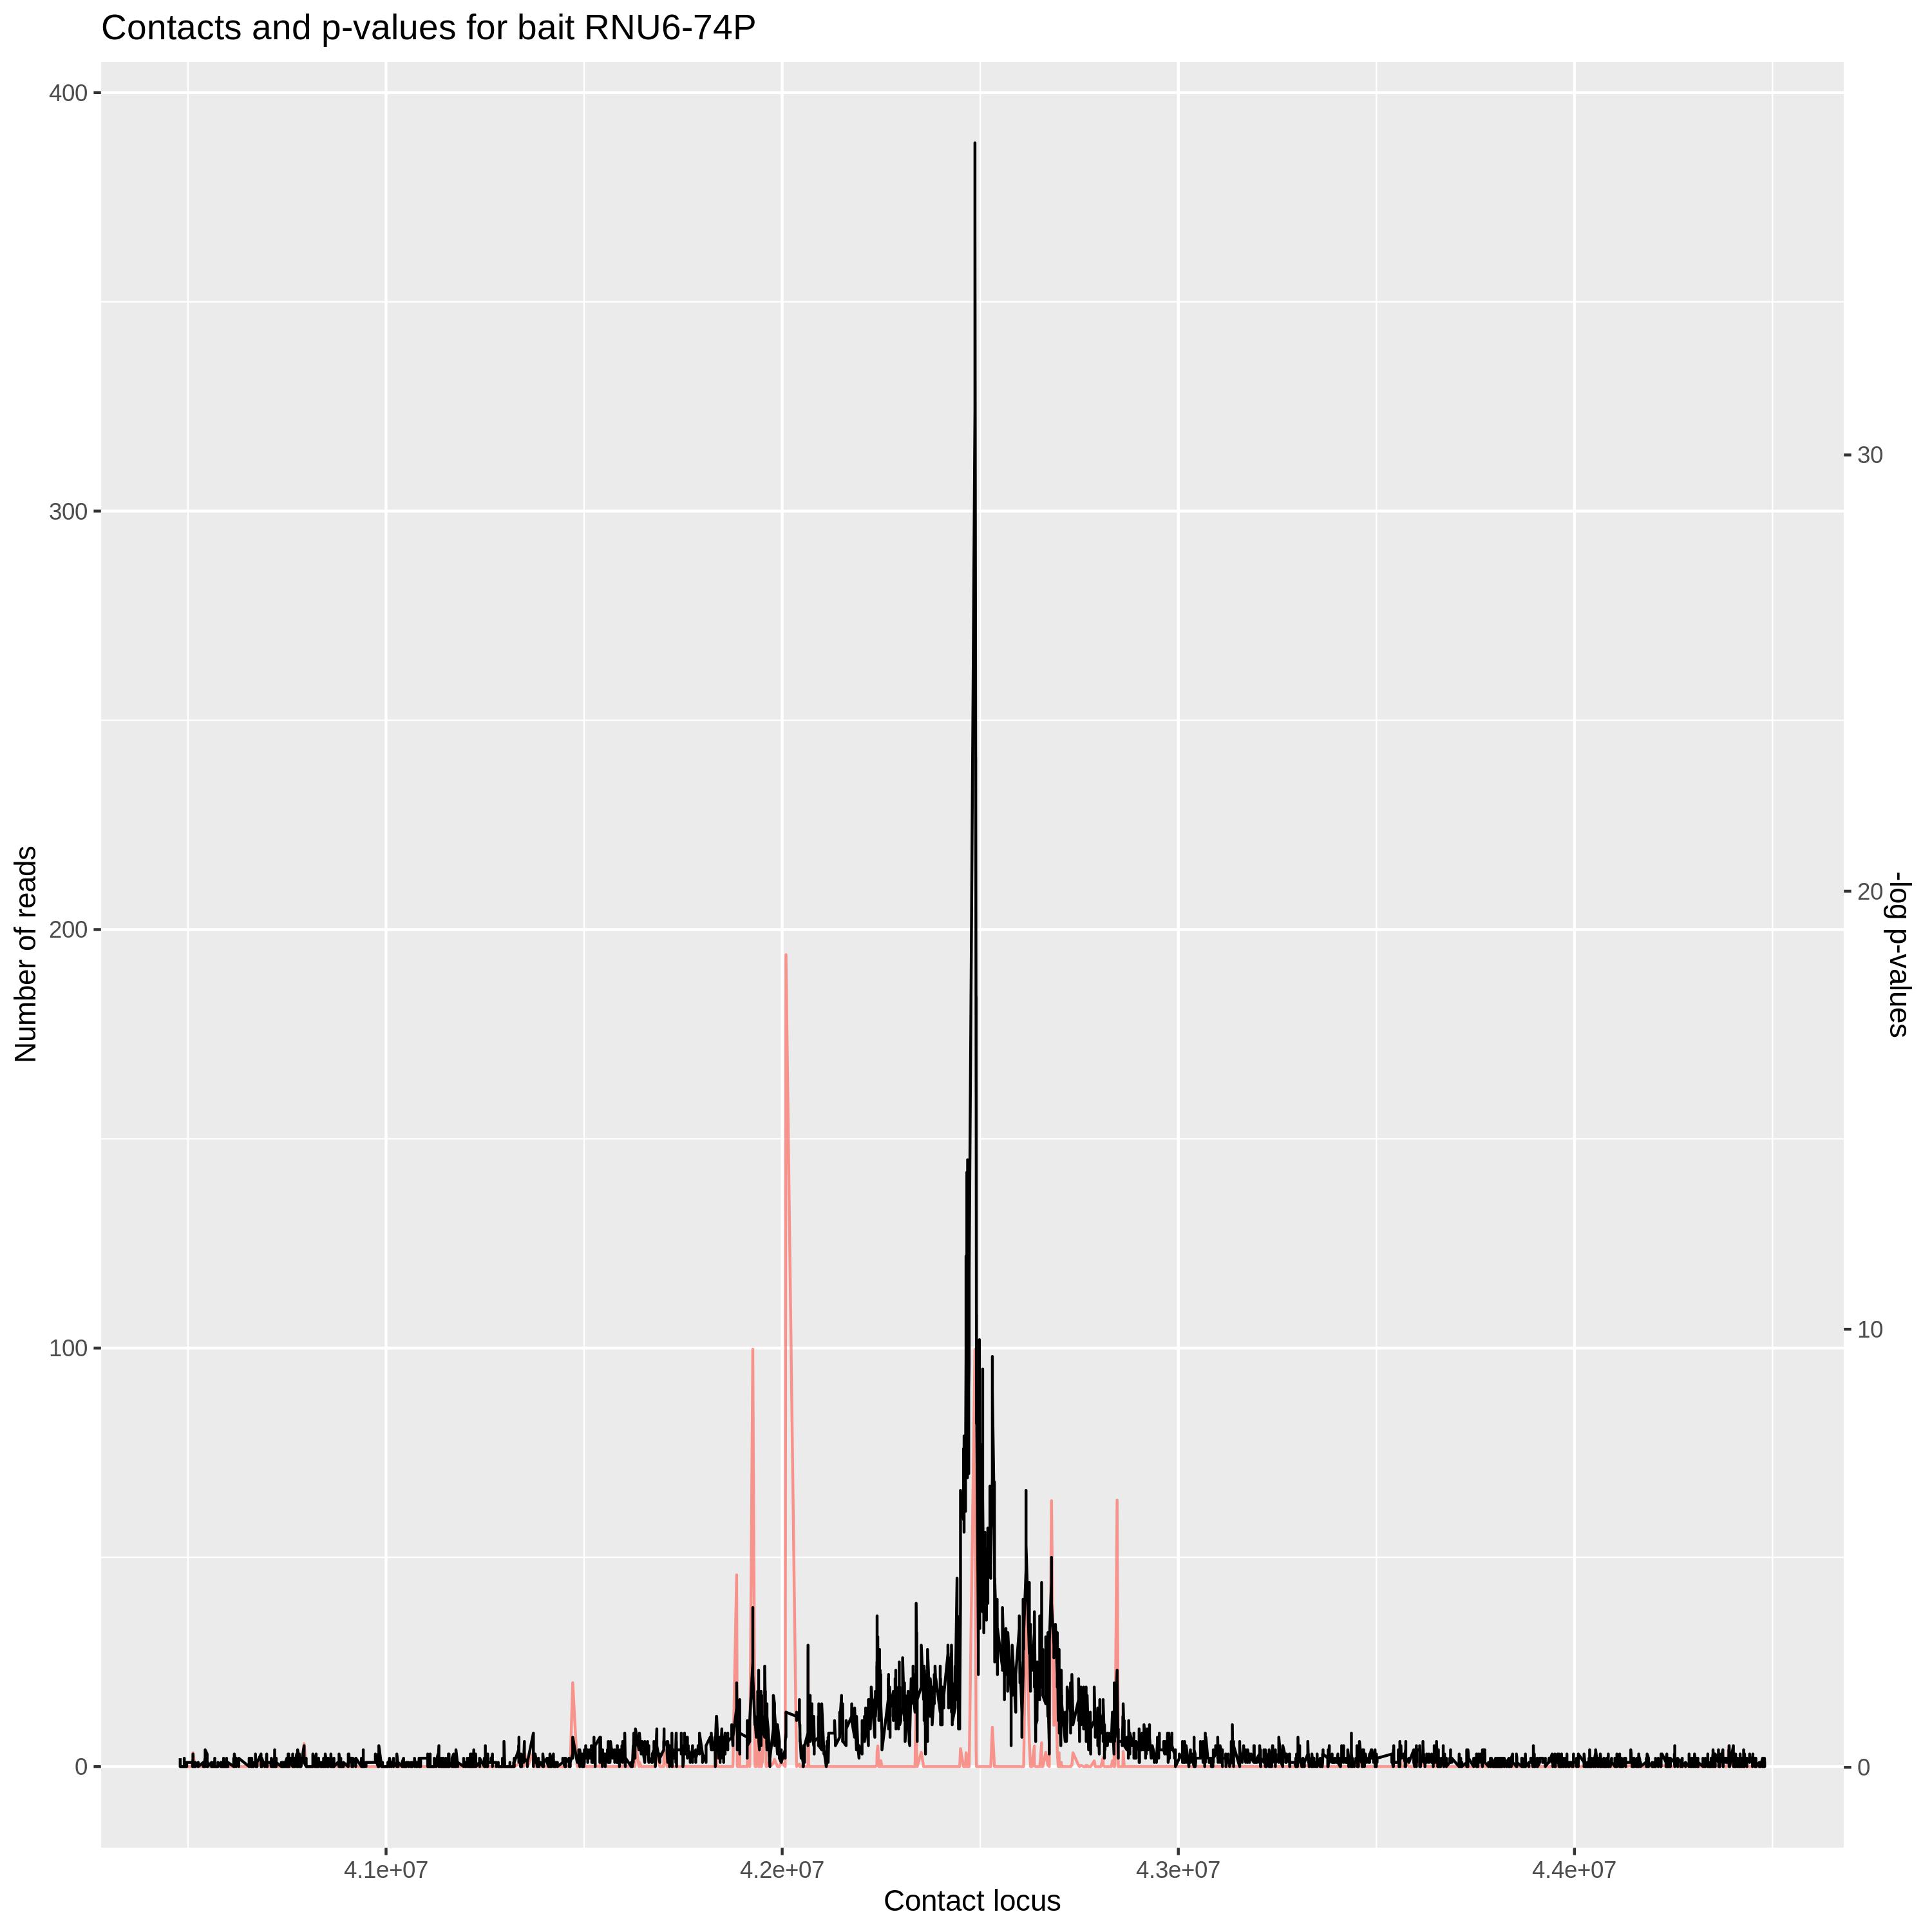 Contacts and p-values for bait RNU6-74P
400
300
200
100
0
Number of reads
30
20
10
0
-log p-values
4.1e+07
4.2e+07
4.3e+07
4.4e+07
Contact locus